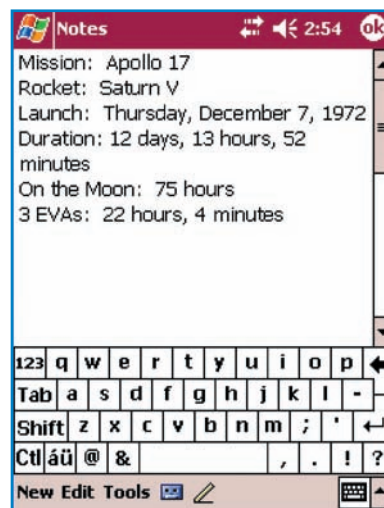 Notes 2:54 ok
Mission: Apollo 17
Rocket: Saturn V
Launch: Thursday, December 7, 1972
Duration: 12 days, 13 hours, 52
minutes
On the Moon: 75 hours
3 EVAs: 22 hours, 4 minutes
123 q w e r t y u i o p
Tab a s d f g h j k l -
Shift z x c v b n m ; '
Ctl áü @ & , . ! ?
New Edit Tools